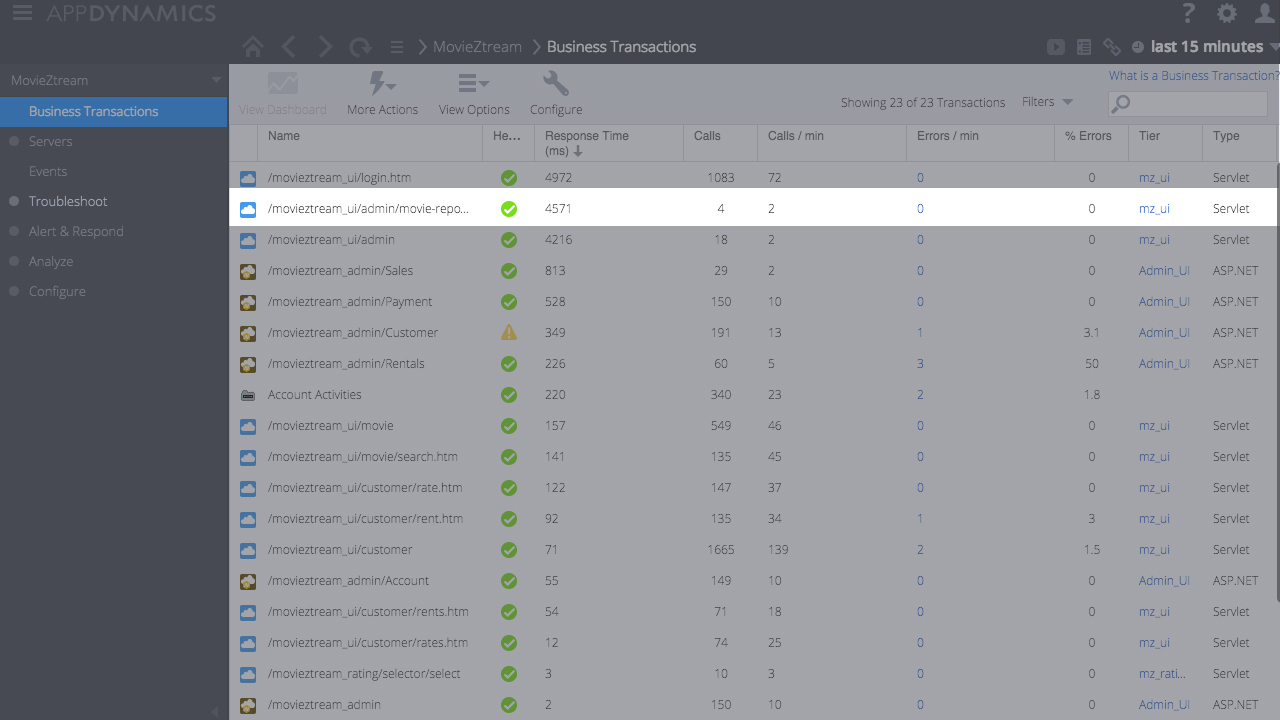 APPDYNAMICS
MovieZtream Business Transactions last 15 minutes
MovieZtream
Business Transactions
Servers
Events
Troubleshoot
Alert & Respond
Analyze
Configure
View Dashboard More Actions View Options Configure Showing 23 of 23 Transactions Filters What is a Business Transaction?
Name He... Response Time (ms) Calls Calls / min Errors / min % Errors Tier Type
/movieztream_ui/login.htm 4972 1083 72 0 0 mz_ui Servlet
/movieztream_ui/admin/movie-repo... 4571 4 2 0 0 mz_ui Servlet
/movieztream_ui/admin 4216 18 2 0 0 mz_ui Servlet
/movieztream_admin/Sales 813 29 2 0 0 Admin_UI ASP.NET
/movieztream_admin/Payment 528 150 10 0 0 Admin_UI ASP.NET
/movieztream_admin/Customer 349 191 13 1 3.1 Admin_UI ASP.NET
/movieztream_admin/Rentals 226 60 5 3 50 Admin_UI ASP.NET
Account Activities 220 340 23 2 1.8
/movieztream_ui/movie 157 549 46 0 0 mz_ui Servlet
/movieztream_ui/movie/search.htm 141 135 45 0 0 mz_ui Servlet
/movieztream_ui/customer/rate.htm 122 147 37 0 0 mz_ui Servlet
/movieztream_ui/customer/rent.htm 92 135 34 1 3 mz_ui Servlet
/movieztream_ui/customer 71 1665 139 2 1.5 mz_ui Servlet
/movieztream_admin/Account 55 149 10 0 0 Admin_UI ASP.NET
/movieztream_ui/customer/rents.htm 54 71 18 0 0 mz_ui Servlet
/movieztream_ui/customer/rates.htm 12 74 25 0 0 mz_ui Servlet
/movieztream_rating/selector/select 3 10 3 0 0 mz_rati... Servlet
/movieztream_admin 2 150 10 0 0 Admin_UI ASP.NET